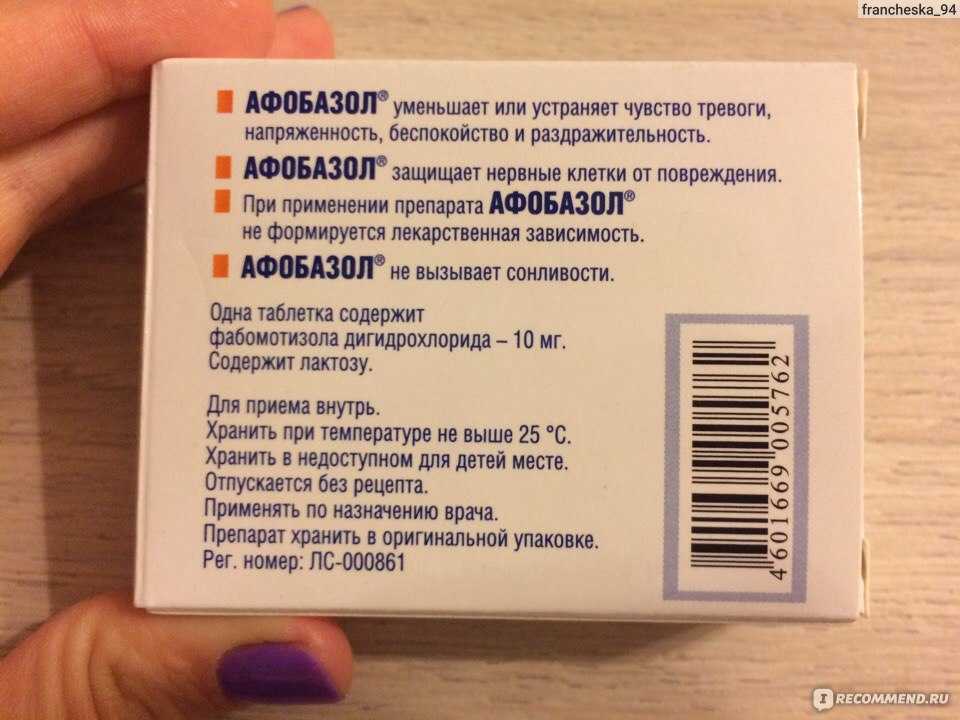 francheska_94
АФОБАЗОЛ® уменьшает или устраняет чувство тревоги,
напряженность, беспокойство и раздражительность.
АФОБАЗОЛ® защищает нервные клетки от повреждения.
При применении препарата АФОБАЗОЛ®
не формируется лекарственная зависимость.
АФОБАЗОЛ® не вызывает сонливости.
Одна таблетка содержит
фабомотизола дигидрохлорида – 10 мг.
Содержит лактозу.
Для приема внутрь.
Хранить при температуре не выше 25 °C.
Хранить в недоступном для детей месте.
Отпускается без рецепта.
Применять по назначению врача.
Препарат хранить в оригинальной упаковке.
Рег. номер: ЛС-000861
4 601669 005762
I RECOMMEND.RU